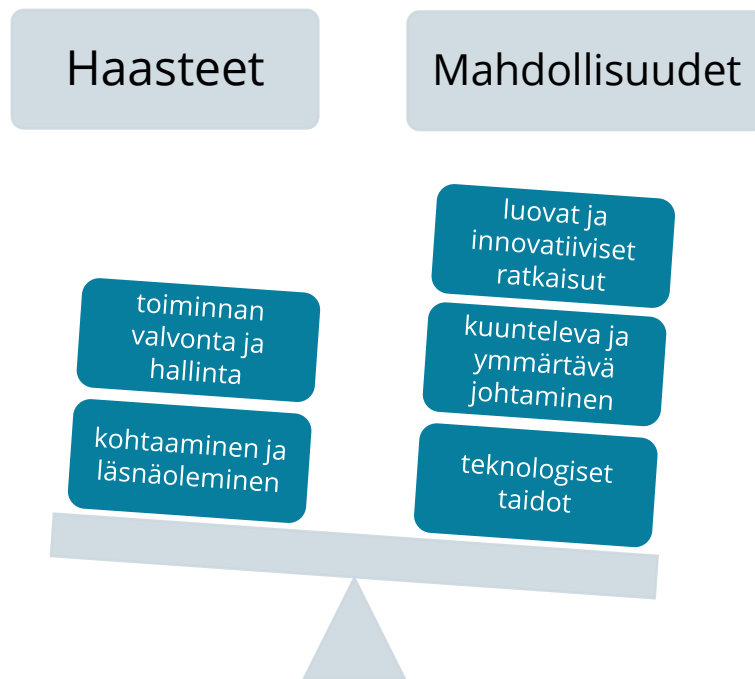 Haasteet
Mahdollisuudet
toiminnan
valvonta ja
hallinta
kohtaaminen ja
läsnäoleminen
luovat ja
innovatiiviset
ratkaisut
kuunteleva ja
ymmärtävä
johtaminen
teknologiset
taidot